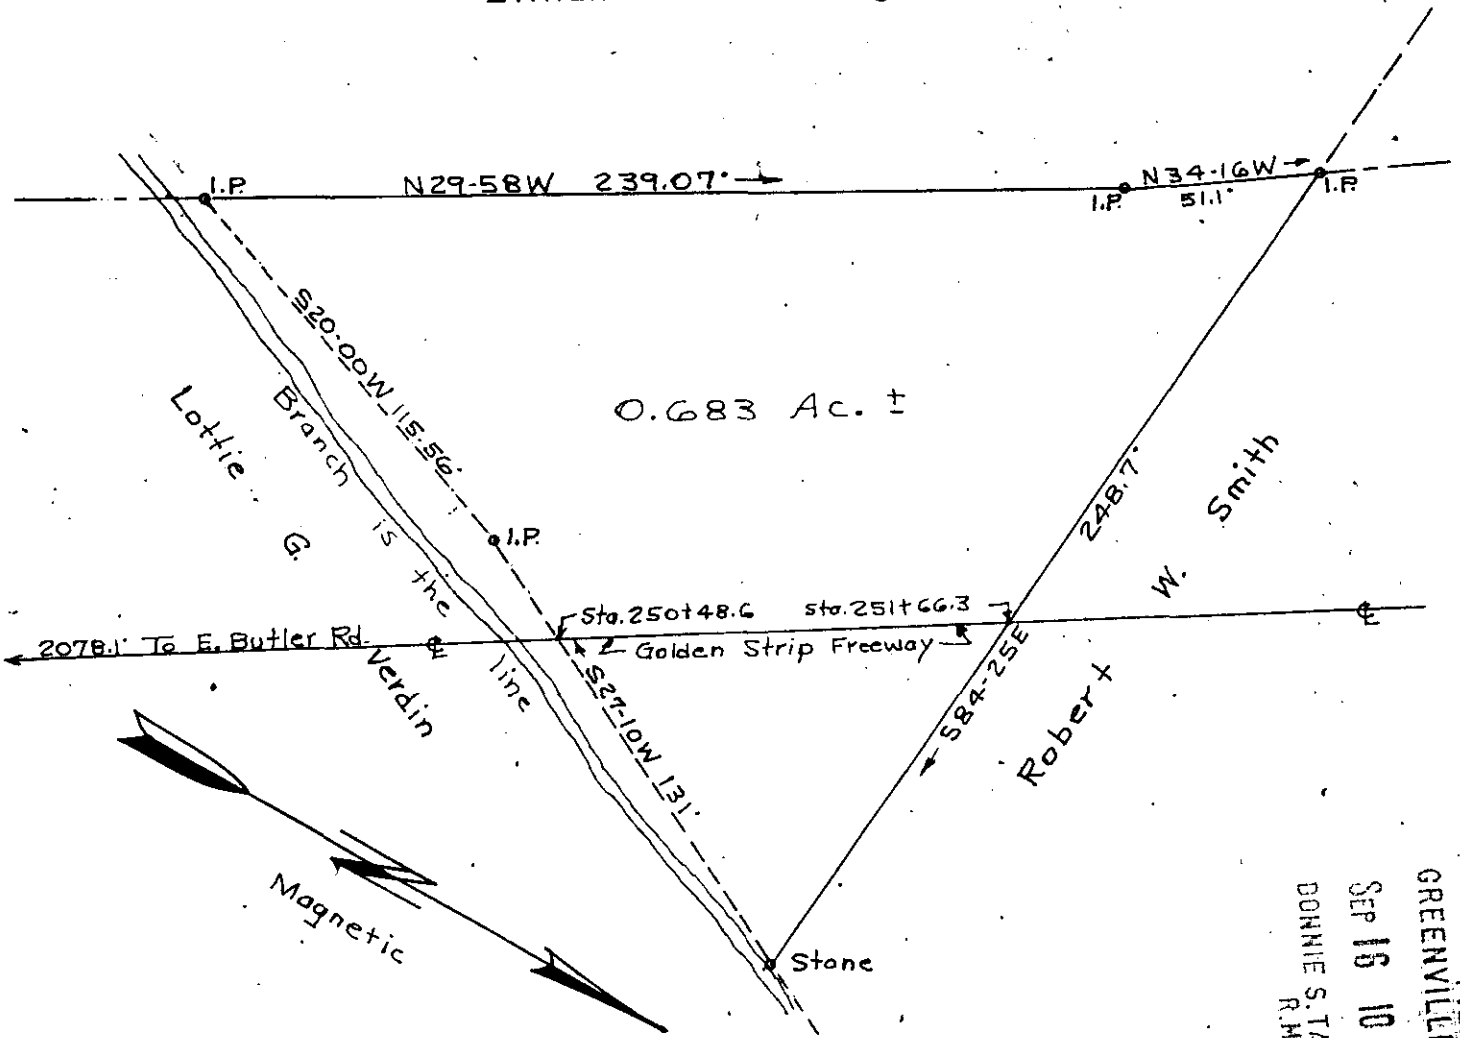 I.P.
N29-58W 239.07'
N34-16W
51.1'
I.P.
I.P.
S20-00W 115.56'
0.683 Ac. ±
Lottie G. Verdin
Branch is the line
I.P.
248.7'
Robert W. Smith
Sta. 250+48.6
Sta. 251+66.3
2078.1' To E. Butler Rd.
Golden Strip Freeway
S27-10W 131'
S84-25E
Magnetic
Stone
SEP 16 10
DONNIE S. TA
R.M